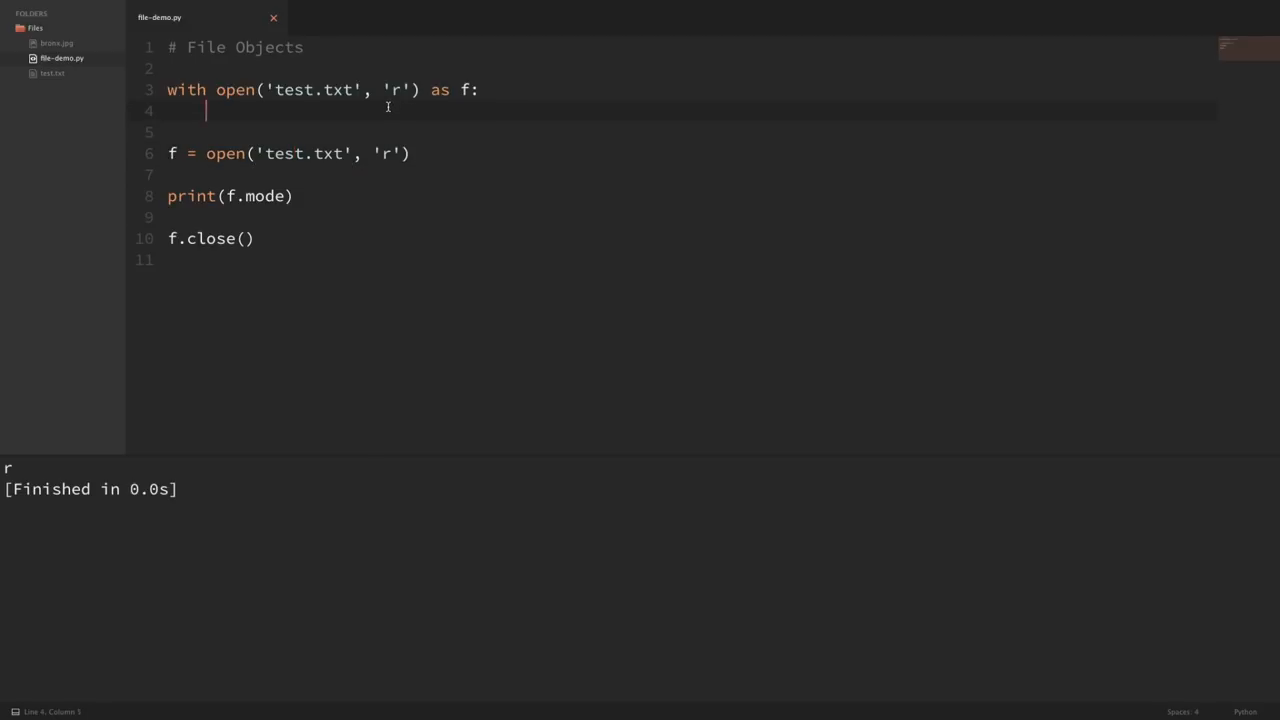 FOLDERS
Files
bronx.jpg
file-demo.py
test.txt
file-demo.py
1 # File Objects
2
3 with open('test.txt', 'r') as f:
4
5
6 f = open('test.txt', 'r')
7
8 print(f.mode)
9
10 f.close()
11
r
[Finished in 0.0s]
Line 4, Column 5
Spaces: 4
Python